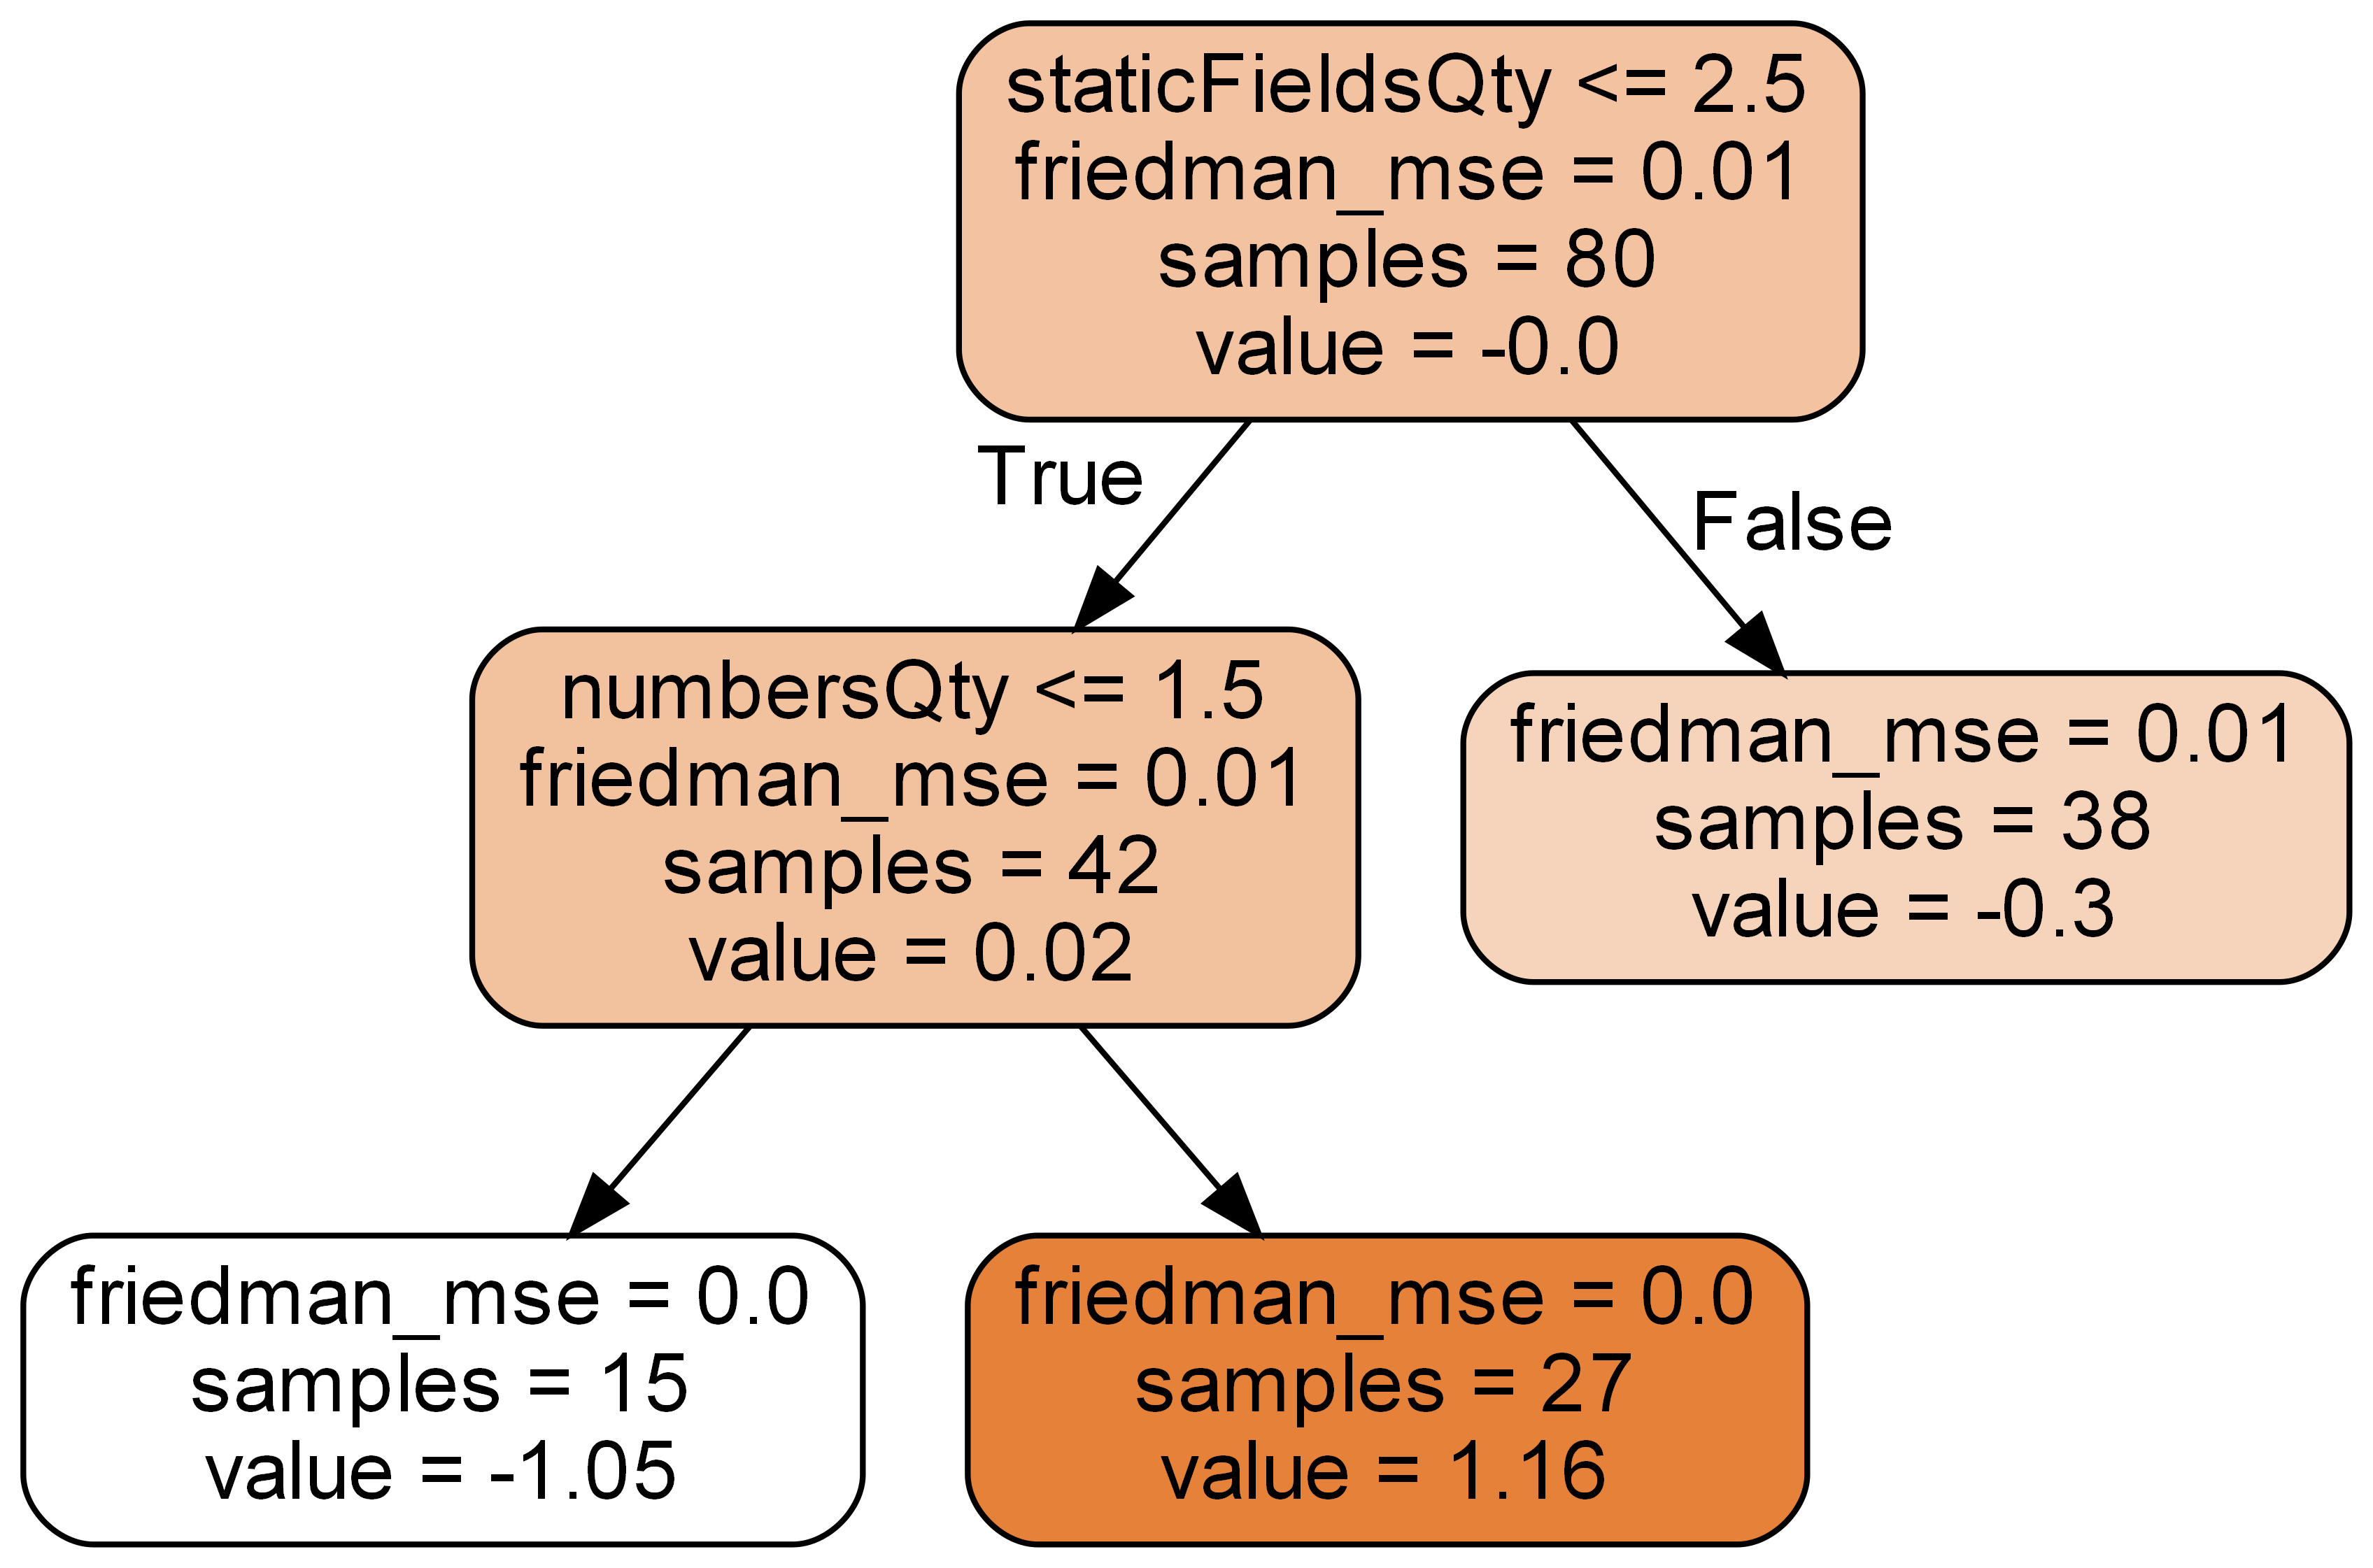 staticFieldsQty <= 2.5
friedman_mse = 0.01
samples = 80
value = -0.0
True
False
numbersQty <= 1.5
friedman_mse = 0.01
samples = 42
value = 0.02
friedman_mse = 0.01
samples = 38
value = -0.3
friedman_mse = 0.0
samples = 15
value = -1.05
friedman_mse = 0.0
samples = 27
value = 1.16